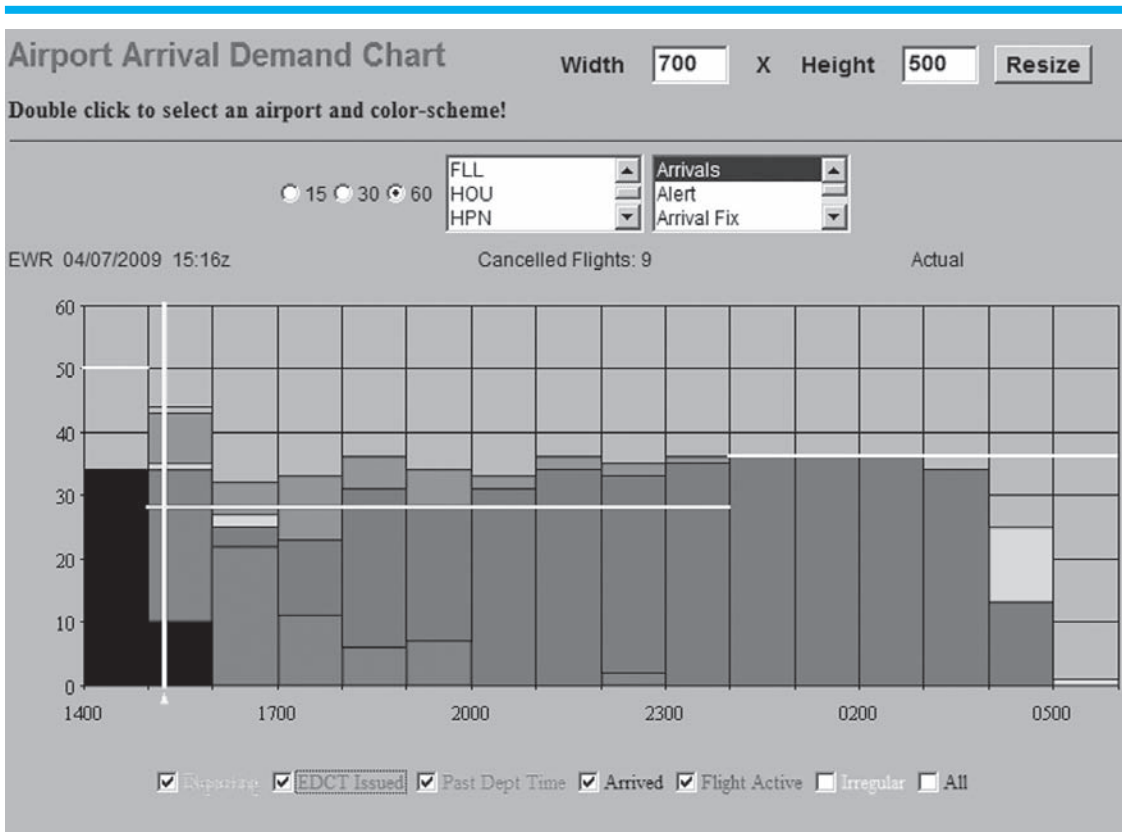 Airport Arrival Demand Chart Width 700 X Height 500 Resize
Double click to select an airport and color-scheme!
15 30 60
FLL
HOU
HPN
Arrivals
Alert
Arrival Fix
EWR 04/07/2009 15:16z Cancelled Flights: 9 Actual
60
50
40
30
20
10
0
1400 1700 2000 2300 0200 0500
EDCT Issued Past Dept Time Arrived Flight Active Irregular All